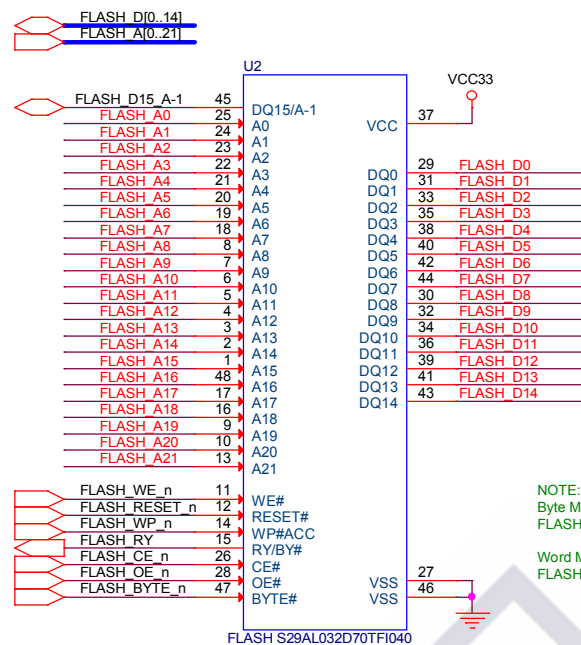 FLASH_D[0..14]
FLASH_A[0..21]
U2
VCC33
FLASH_D15_A-1 45 DQ15/A-1
FLASH_A0 25 A0
FLASH_A1 24 A1
FLASH_A2 23 A2
FLASH_A3 22 A3
FLASH_A4 21 A4
FLASH_A5 20 A5
FLASH_A6 19 A6
FLASH_A7 18 A7
FLASH_A8 8 A8
FLASH_A9 7 A9
FLASH_A10 6 A10
FLASH_A11 5 A11
FLASH_A12 4 A12
FLASH_A13 3 A13
FLASH_A14 2 A14
FLASH_A15 1 A15
FLASH_A16 48 A16
FLASH_A17 17 A17
FLASH_A18 16 A18
FLASH_A19 9 A19
FLASH_A20 10 A20
FLASH_A21 13 A21
FLASH_WE_n 11 WE#
FLASH_RESET_n 12 RESET#
FLASH_WP_n 14 WP#ACC
FLASH_RY 15 RY/BY#
FLASH_CE_n 26 CE#
FLASH_OE_n 28 OE#
FLASH_BYTE_n 47 BYTE#
VCC 37
DQ0 29 FLASH_D0
DQ1 31 FLASH_D1
DQ2 33 FLASH_D2
DQ3 35 FLASH_D3
DQ4 38 FLASH_D4
DQ5 40 FLASH_D5
DQ6 42 FLASH_D6
DQ7 44 FLASH_D7
DQ8 30 FLASH_D8
DQ9 32 FLASH_D9
DQ10 34 FLASH_D10
DQ11 36 FLASH_D11
DQ12 39 FLASH_D12
DQ13 41 FLASH_D13
DQ14 43 FLASH_D14
VSS 27
VSS 46
NOTE:
Byte M
FLASH
Word M
FLASH
FLASH S29AL032D70TFI040